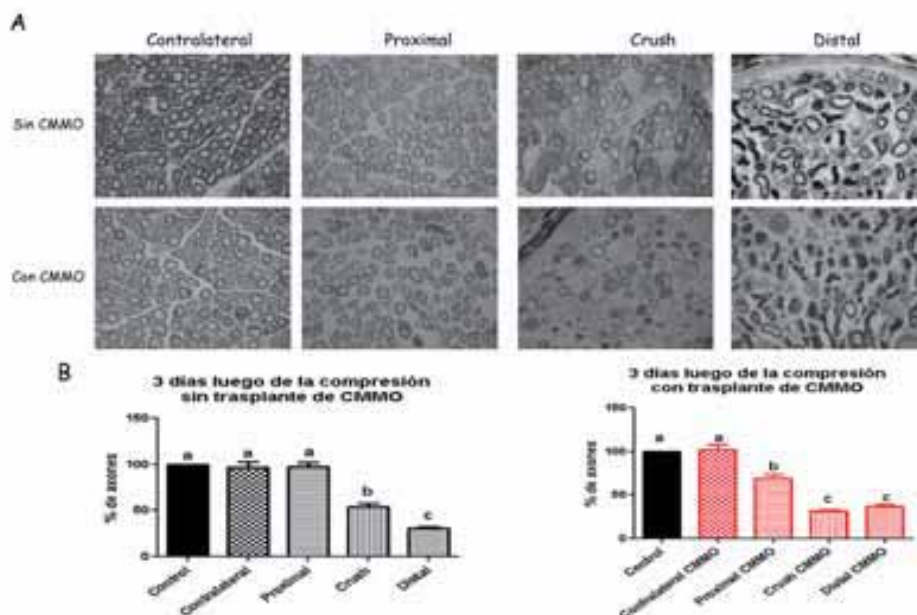 A
Contralateral Proximal Crush Distal
Sin CMMO
Con CMMO
B
3 dias luego de la compresión
sin trasplante de CMMO
% de axones
150
100
50
0
a a a b c
Control Contralateral Proximal Crush Distal
3 dias luego de la compresión
con trasplante de CMMO
% de axones
150
100
50
0
a a b c c
Control Contralateral CMMO Proximal CMMO Crush CMMO Distal CMMO